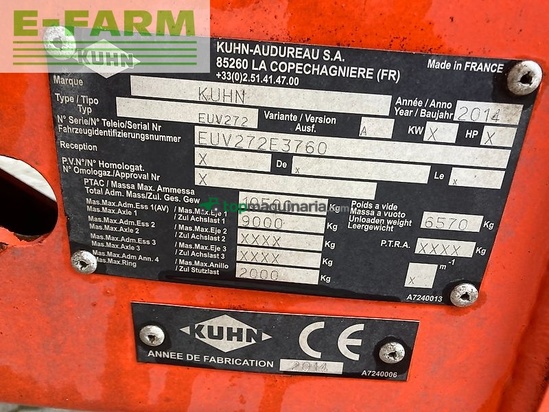 E-FARM
KUHN
KUHN-AUDUREAU S.A.
85260 LA COPECHAGNIERE (FR)
+33(0)2.51.41.47.00
Made in FRANCE
Marque KUHN
Année / Anno
Year / Baujahr 2014
Type / Tipo
Typ EUV272
Variante / Version
Ausf. A KW X HP X
N° Serie/N° Teleio/Serial Nr
Fahrzeugidentifizierungsnummer EUV272E3760
Reception
P.V.N°/N° Homologat.
N° Omologaz./Approval Nr X De X Le x
PTAC / Massa Max. Ammessa
Total Adm. Mass/Zul. Ges. Gew
topmaquinaria.com
Poids a vide
Massa a vuoto
Unloaden weight
Leergewicht 6570 Kg
Mas.Max.Adm.Ess 1(AV)
Mas.Max.Axle 1
Mas.Max.Eje 1
/ Zul Achslast 1 9000 Kg
Mas.Max.Adm.Ess 2
Mas.Max.Axle 2
Mas.Max.Eje 2
/ Zul Achslast 2 XXXX Kg
P.T.R.A. XXXX Kg
Mas.Max.Adm.Ess 3
Mas.Max.Axle 3
Mas.Max.Eje 3
/ Zul Achslast 3 XXXX Kg
Mas.Max.Adm Ann. 4
Mas.Max.Ring
Mas.Max.Anillo
/ Zul Stutzlast 2000 Kg
x m-1
A7240013
KUHN
CE
ANNEE DE FABRICATION 2014
A7240006